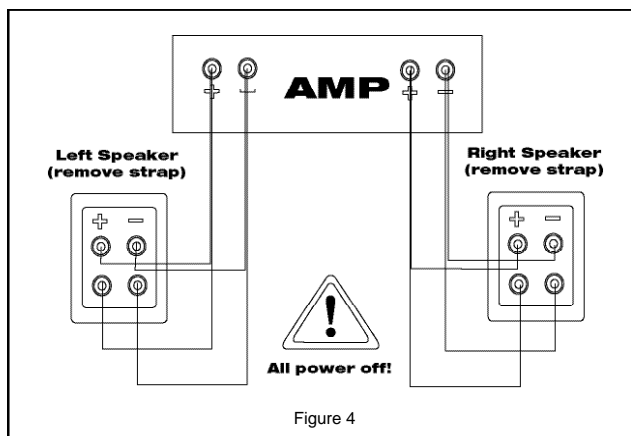 AMP
+ −
+ −
Left Speaker
(remove strap)
Right Speaker
(remove strap)
+ −
+ −
!
All power off!
Figure 4